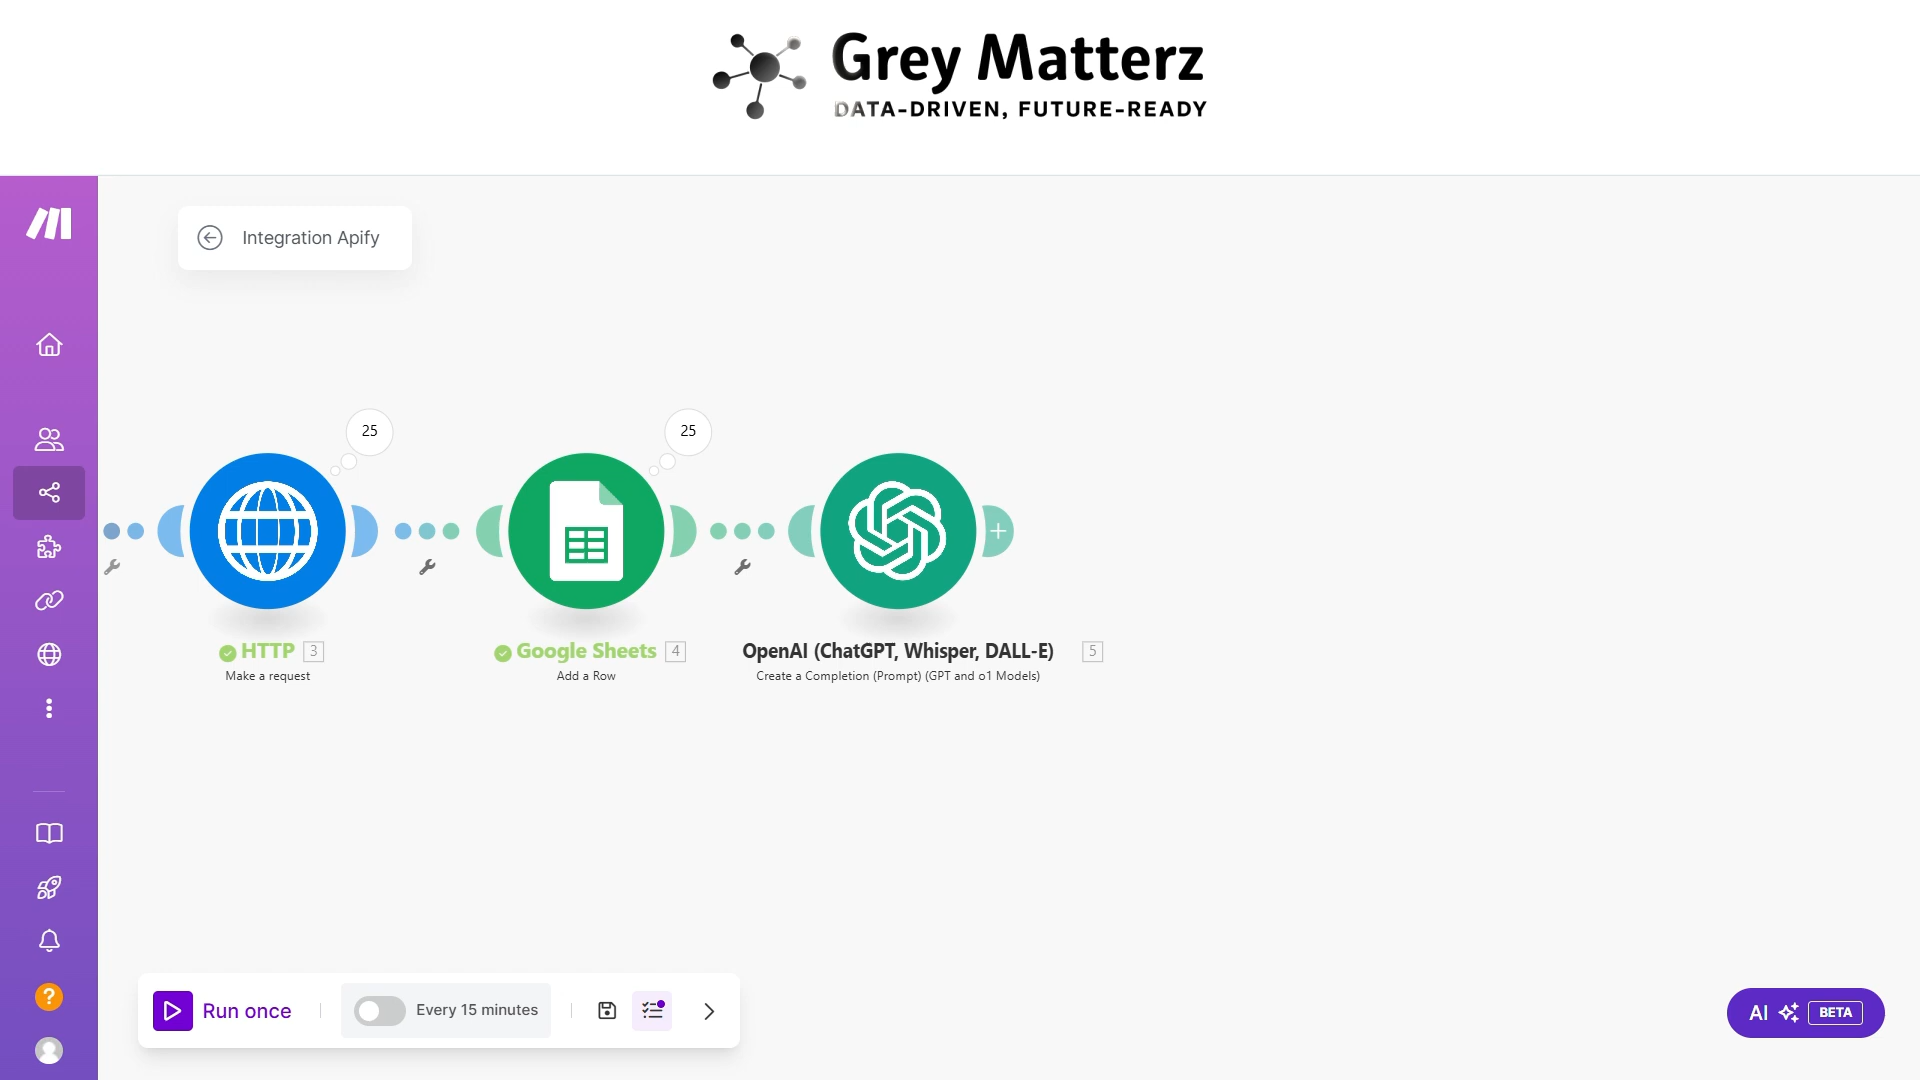 Grey Matterz
DATA-DRIVEN, FUTURE-READY
Integration Apify
25
25
HTTP 3
Make a request
Google Sheets 4
Add a Row
OpenAI (ChatGPT, Whisper, DALL-E) 5
Create a Completion (Prompt) (GPT and o1 Models)
?
Run once
Every 15 minutes
AI BETA